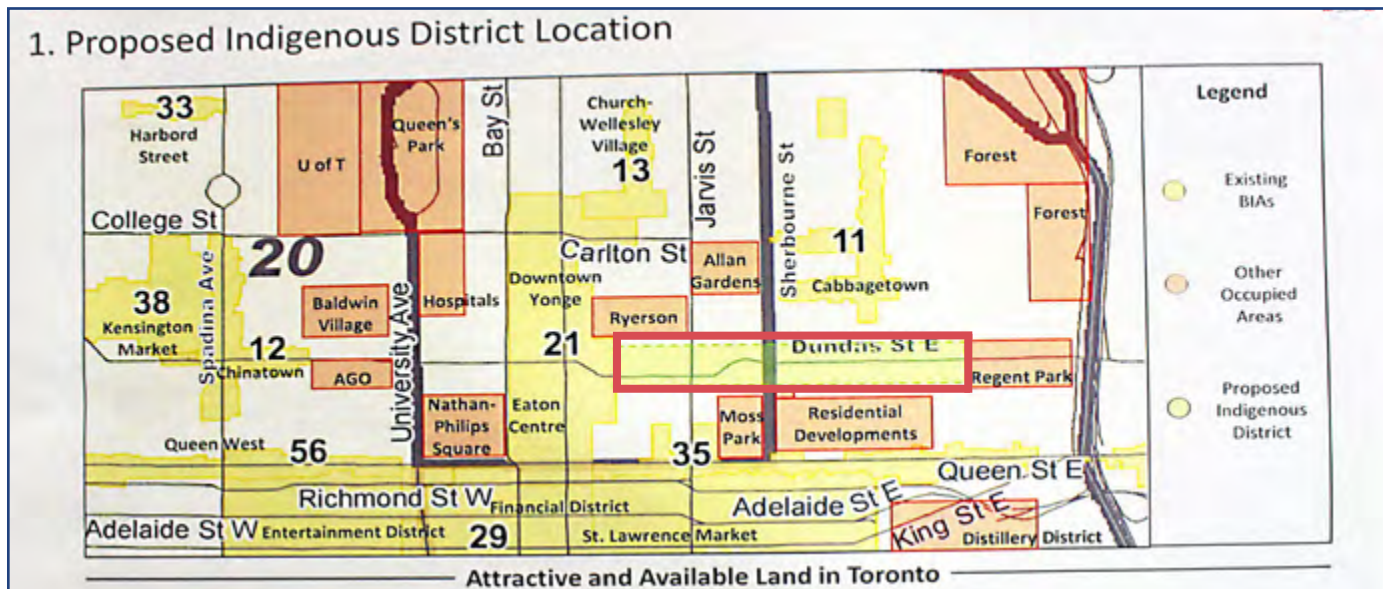 1. Proposed Indigenous District Location
33
Harbord
Street
U of T
Queen's
Park
Bay St
Church-
Wellesley
Village
13
Jarvis St
Sherbourne St
Forest
Forest
College St
20
Spadina Ave
38
Kensington
Market
12
Chinatown
Baldwin
Village
AGO
University Ave
Hospitals
Downtown
Yonge
21
Carlton St
Allan
Gardens
11
Cabbagetown
Ryerson
Dundas St E
Regent Park
Nathan-
Philips
Square
Eaton
Centre
Moss
Park
Residential
Developments
Queen West
56
35
Queen St E
Richmond St W
Financial District
Adelaide St E
King St E
Adelaide St W
Entertainment District
29
St. Lawrence Market
Distillery District
Legend
Existing
BIAs
Other
Occupied
Areas
Proposed
Indigenous
District
Attractive and Available Land in Toronto